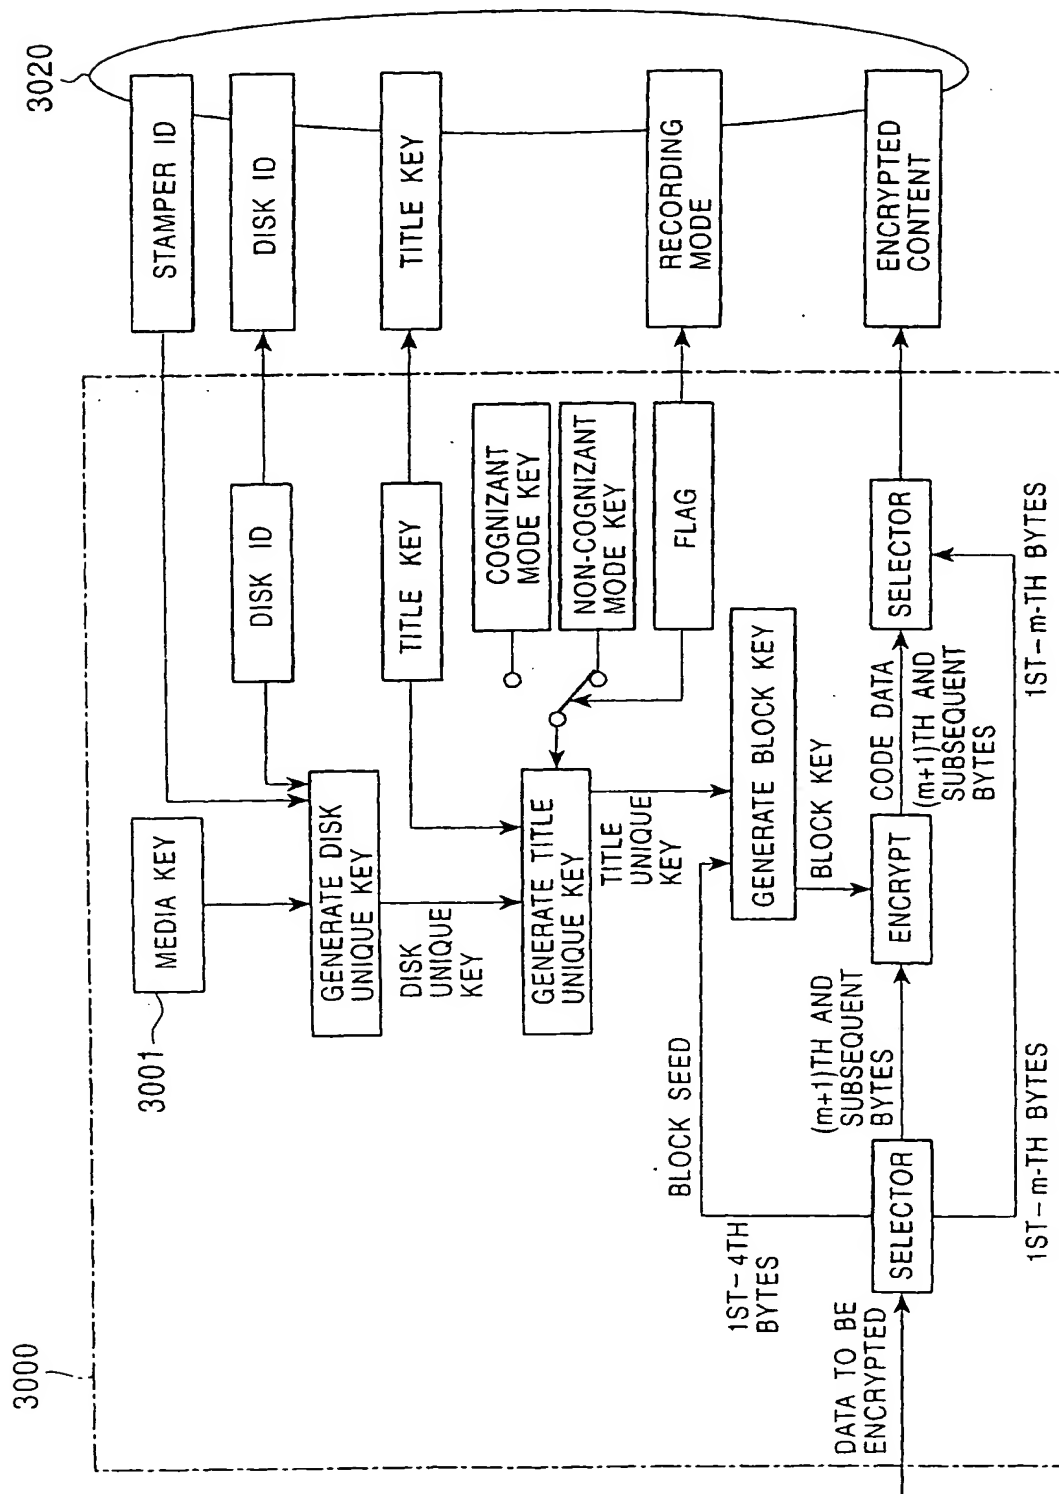 3000
3020
STAMPER ID
DISK ID
TITLE KEY
RECORDING
MODE
ENCRYPTED
CONTENT
3001
MEDIA KEY
DISK ID
TITLE KEY
COGNIZANT
MODE KEY
NON-COGNIZANT
MODE KEY
FLAG
GENERATE DISK
UNIQUE KEY
DISK
UNIQUE
KEY
GENERATE TITLE
UNIQUE KEY
TITLE
UNIQUE
KEY
GENERATE BLOCK KEY
BLOCK KEY
BLOCK SEED
1ST-4TH
BYTES
DATA TO BE
ENCRYPTED
SELECTOR
(m+1)TH AND
SUBSEQUENT
BYTES
ENCRYPT
CODE DATA
(m+1)TH AND
SUBSEQUENT
BYTES
SELECTOR
1ST-m-TH BYTES
1ST-m-TH BYTES